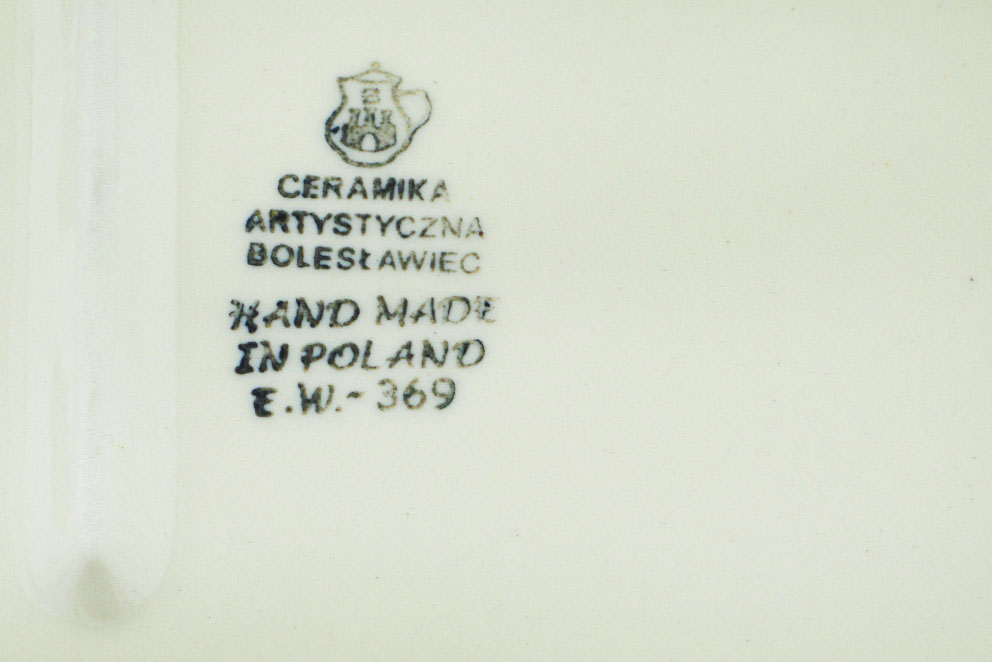 CERAMIKA
ARTYSTYCZNA
BOLESŁAWIEC
HAND MADE
IN POLAND
E.W.- 369